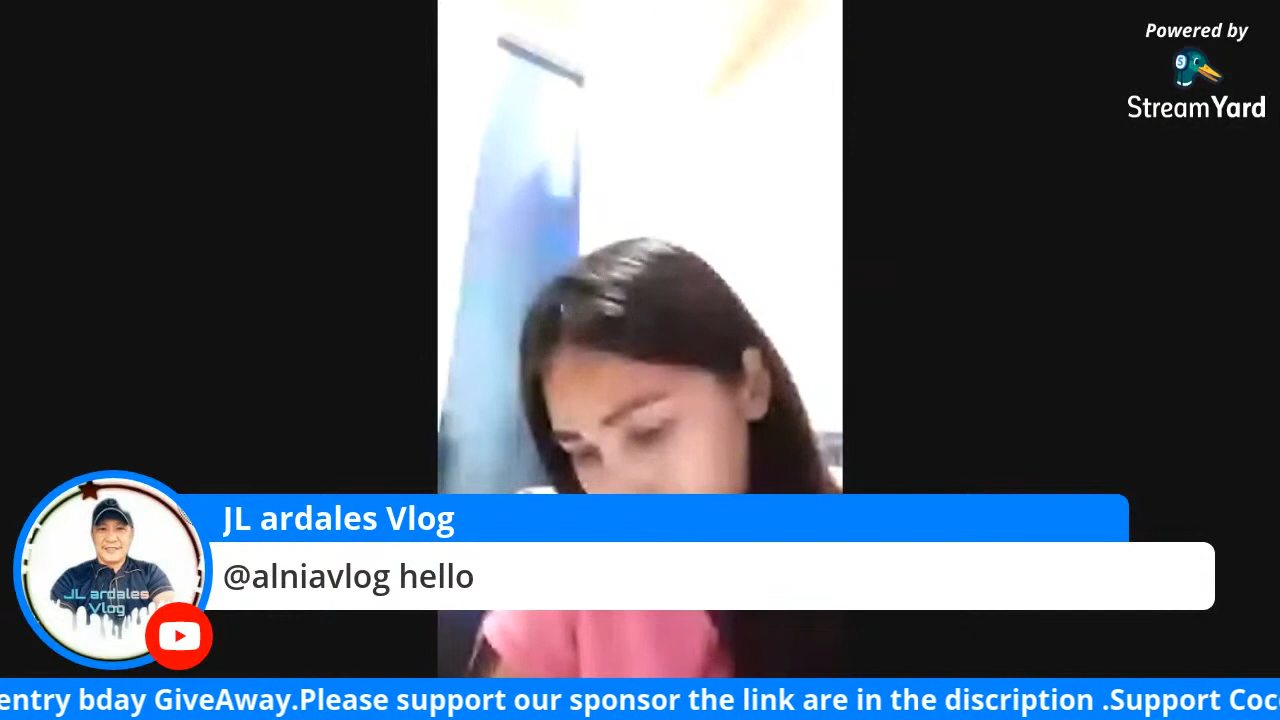 Powered by
StreamYard
JL ardales Vlog
@alniavlog hello
JL ardales
Vlog
entry bday GiveAway.Please support our sponsor the link are in the discription .Support Coc